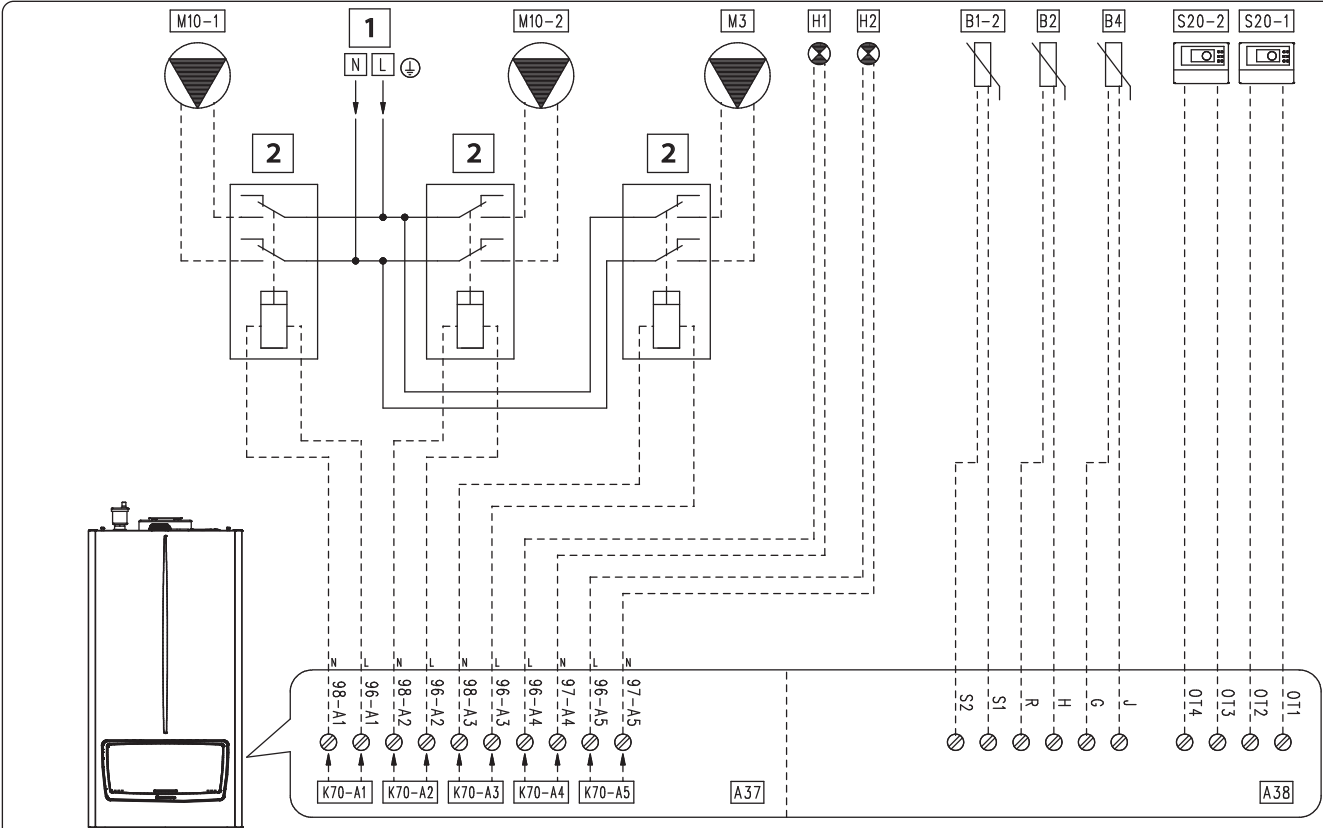 M10-1
1
M10-2
M3
H1
H2
B1-2
B2
B4
S20-2
S20-1
N
L
2
2
2
N
L
N
L
N
L
L
N
L
N
98-A1
96-A1
98-A2
96-A2
98-A3
96-A3
96-A4
97-A4
96-A5
97-A5
S2
S1
R
H
G
J
OT4
OT3
OT2
OT1
K70-A1
K70-A2
K70-A3
K70-A4
K70-A5
A37
A38